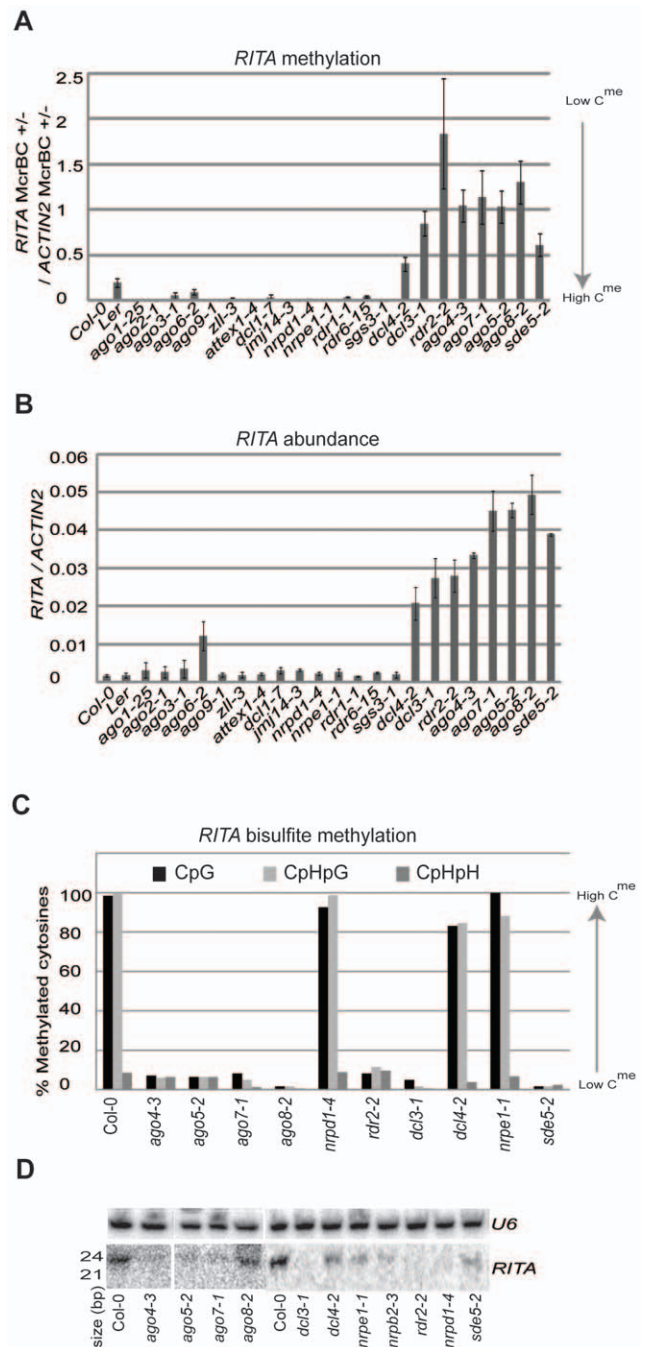 A
RITA methylation
RITA McrBC +/-
/ ACTIN2 McrBC +/-
2.5
2
1.5
1
0.5
0
Low C me
High C me
Col-0
Ler
ago1-25
ago2-1
ago3-1
ago6-2
ago9-1
zll-3
attex1-4
dcl1-7
jmj14-3
nrpd1-4
nrpe1-1
rdr1-1
rdr6-15
sgs3-1
dcl4-2
dcl3-1
rdr2-2
ago4-3
ago7-1
ago5-2
ago8-2
sde5-2
B
RITA abundance
RITA / ACTIN2
0.06
0.05
0.04
0.03
0.02
0.01
0
Col-0
Ler
ago1-25
ago2-1
ago3-1
ago6-2
ago9-1
zll-3
attex1-4
dcl1-7
jmj14-3
nrpd1-4
nrpe1-1
rdr1-1
rdr6-15
sgs3-1
dcl4-2
dcl3-1
rdr2-2
ago4-3
ago7-1
ago5-2
ago8-2
sde5-2
C
RITA bisulfite methylation
CpG CpHpG CpHpH
% Methylated cytosines
100
80
60
40
20
0
High C me
Low C me
Col-0
ago4-3
ago5-2
ago7-1
ago8-2
nrpd1-4
rdr2-2
dcl3-1
dcl4-2
nrpe1-1
sde5-2
D
U6
24
21
RITA
size (bp)
Col-0
ago4-3
ago5-2
ago7-1
ago8-2
Col-0
dcl3-1
dcl4-2
nrpe1-1
nrpb2-3
rdr2-2
nrpd1-4
sde5-2